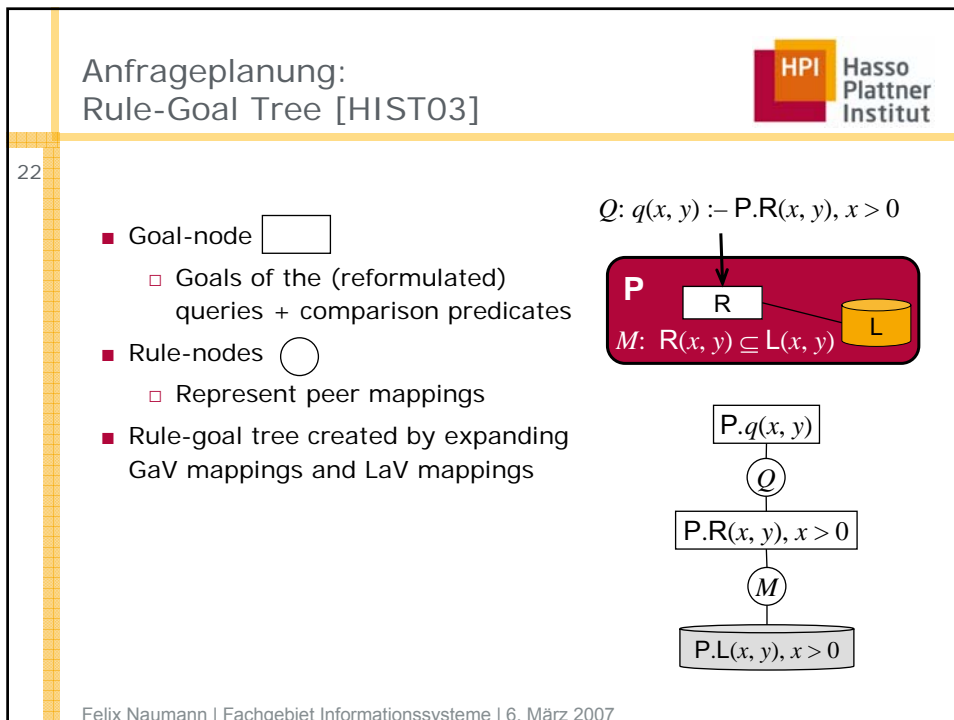 Anfrageplanung:
Rule-Goal Tree [HIST03]
HPI Hasso
Plattner
Institut
22
Goal-node
Goals of the (reformulated)
queries + comparison predicates
Rule-nodes
Represent peer mappings
Rule-goal tree created by expanding
GaV mappings and LaV mappings
Q: q(x, y) :– P.R(x, y), x > 0
P
R
L
M: R(x, y) ⊆ L(x, y)
P.q(x, y)
Q
P.R(x, y), x > 0
M
P.L(x, y), x > 0
Felix Naumann | Fachgebiet Informationssysteme | 6. März 2007